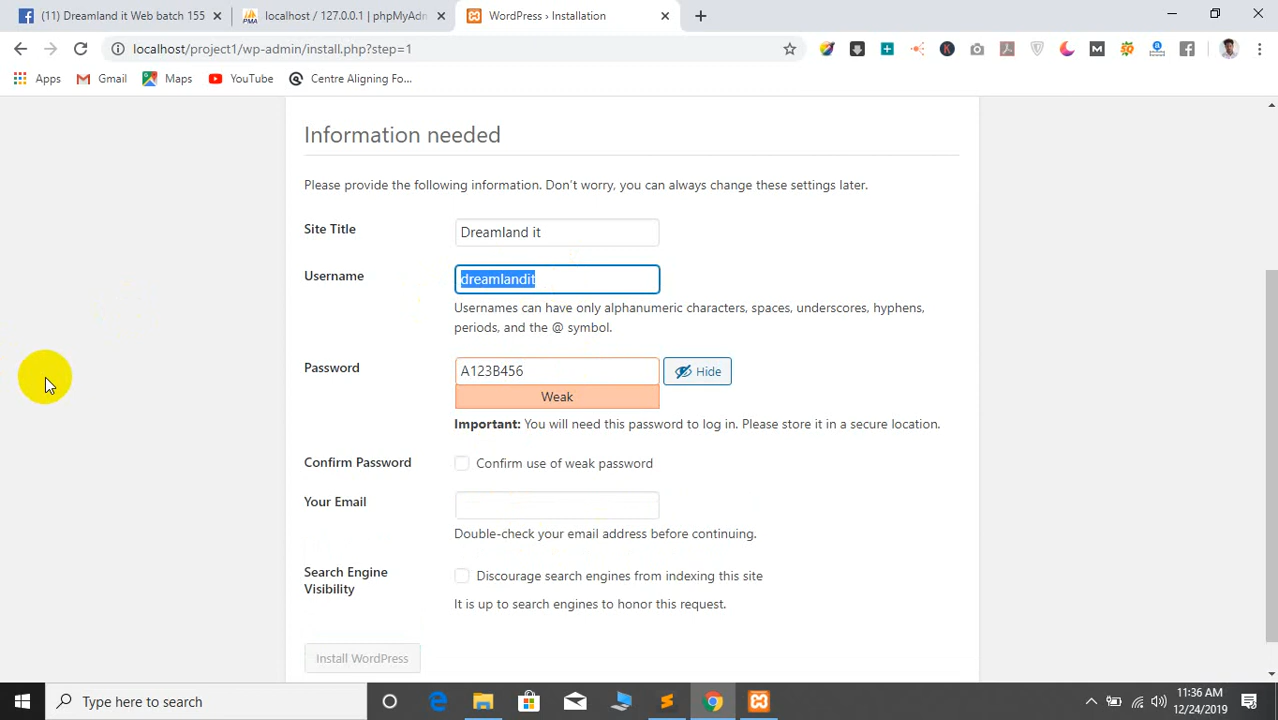 (11) Dreamland it Web batch 155
localhost / 127.0.0.1 | phpMyAdm
WordPress › Installation
localhost/project1/wp-admin/install.php?step=1
Apps
Gmail
Maps
YouTube
Centre Aligning Fo...
Information needed
Please provide the following information. Don't worry, you can always change these settings later.
Site Title
Dreamland it
Username
dreamlandit
Usernames can have only alphanumeric characters, spaces, underscores, hyphens,
periods, and the @ symbol.
Password
A123B456
Hide
Weak
Important: You will need this password to log in. Please store it in a secure location.
Confirm Password
Confirm use of weak password
Your Email
Double-check your email address before continuing.
Search Engine
Visibility
Discourage search engines from indexing this site
It is up to search engines to honor this request.
Install WordPress
Type here to search
11:36 AM
12/24/2019